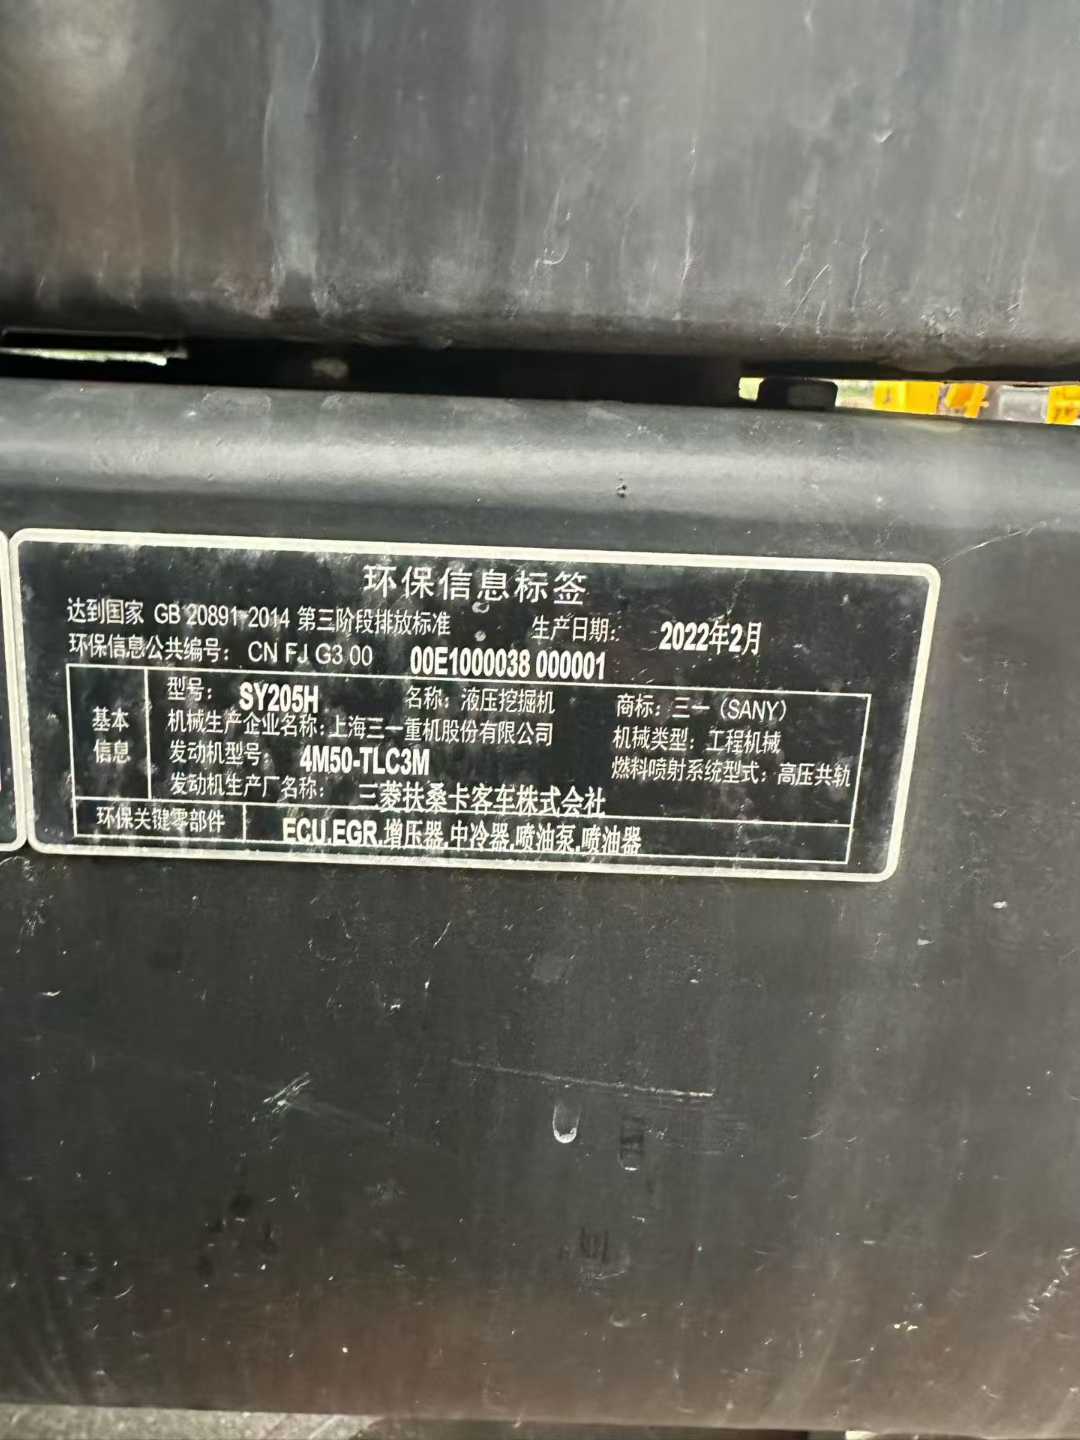 环保信息标签
达到国家 GB 20891-2014 第三阶段排放标准 生产日期： 2022年2月
环保信息公共编号： CN FJ G3 00 00E1000038 000001
基本信息
型号： SY205H 名称：液压挖掘机 商标：三一（SANY）
机械生产企业名称：上海三一重机股份有限公司 机械类型：工程机械
发动机型号： 4M50-TLC3M 燃料喷射系统型式：高压共轨
发动机生产厂名称： 三菱扶桑卡客车株式会社
环保关键零部件 ECU.EGR.增压器.中冷器.喷油泵.喷油器